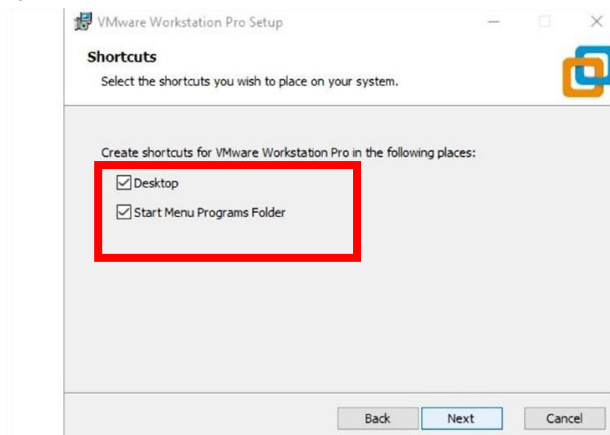 VMware Workstation Pro Setup
Shortcuts
Select the shortcuts you wish to place on your system.
Create shortcuts for VMware Workstation Pro in the following places:
Desktop
Start Menu Programs Folder
Back Next Cancel